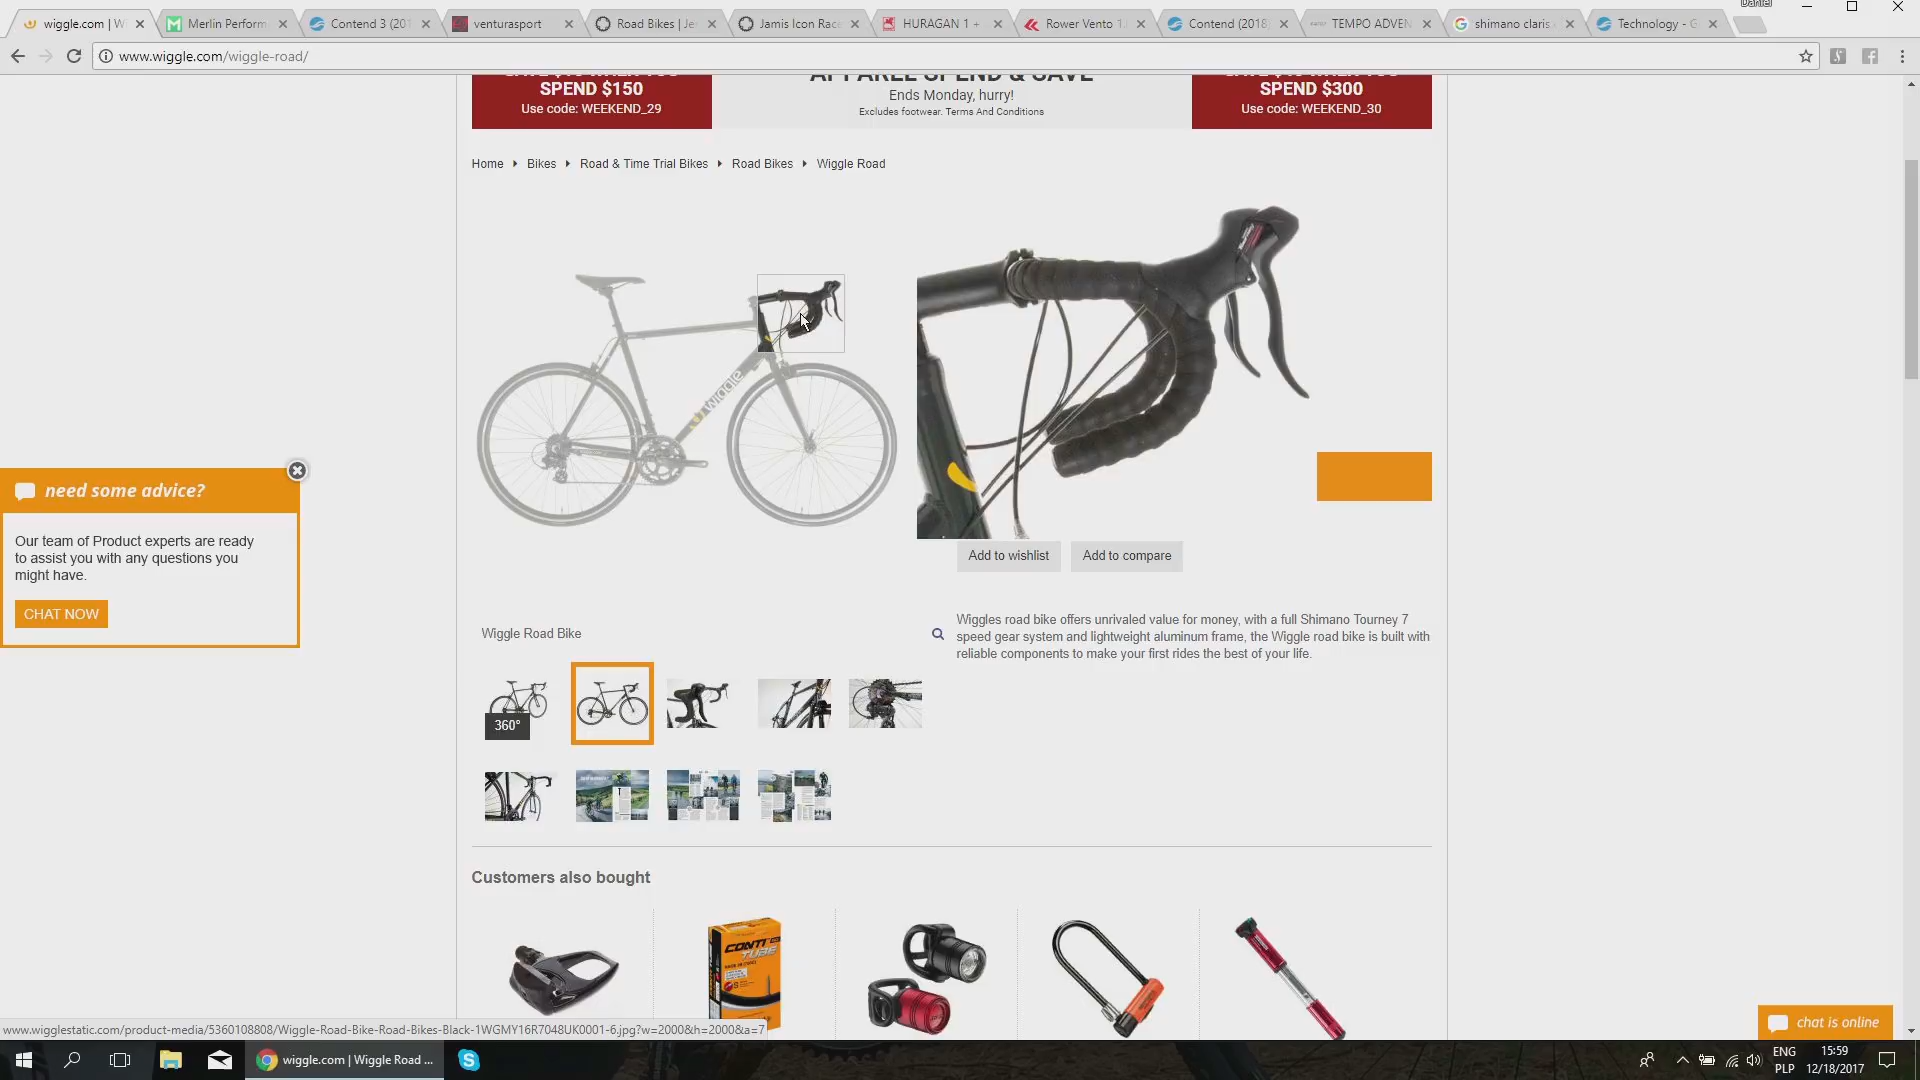 Daniel
wiggle.com | W
Merlin Perform
Contend 3 (201
venturasport
Road Bikes | Je
Jamis Icon Race
HURAGAN 1 +
Rower Vento 1.
Contend (2018)
TEMPO ADVEN
shimano claris
Technology - G
www.wiggle.com/wiggle-road/
SPEND $150
Use code: WEEKEND_29
APPAREL SPEND & SAVE
Ends Monday, hurry!
Excludes footwear. Terms And Conditions
SPEND $300
Use code: WEEKEND_30
Home Bikes Road & Time Trial Bikes Road Bikes Wiggle Road
wiggle
need some advice?
Our team of Product experts are ready
to assist you with any questions you
might have.
CHAT NOW
Add to wishlist
Add to compare
Wiggle Road Bike
Wiggles road bike offers unrivaled value for money, with a full Shimano Tourney 7
speed gear system and lightweight aluminum frame, the Wiggle road bike is built with
reliable components to make your first rides the best of your life.
360°
Customers also bought
CONTI
TUBE
www.wigglestatic.com/product-media/5360108808/Wiggle-Road-Bike-Road-Bikes-Black-1WGMY16R7048UK0001-6.jpg?w=2000&h=2000&a=7
chat is online
wiggle.com | Wiggle Road ...
ENG
PLP
15:59
12/18/2017